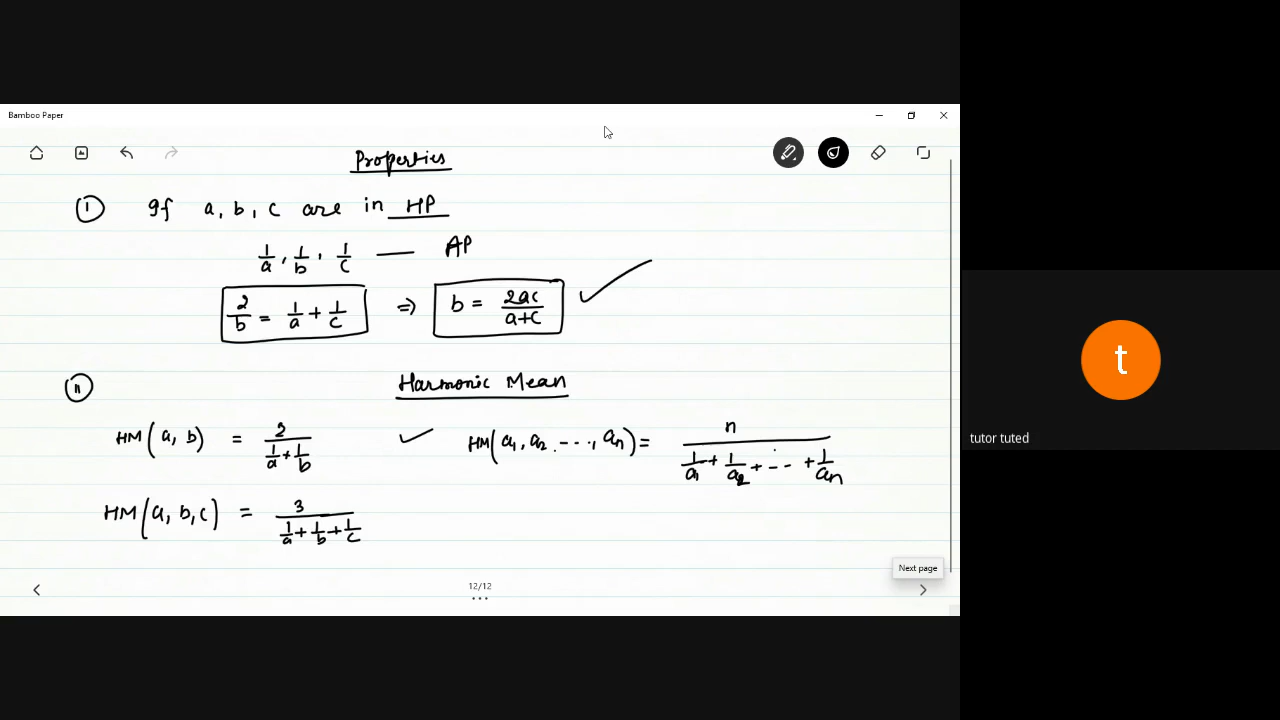 Bamboo Paper
Properties
① If a, b, c are in HP
1/a, 1/b, 1/c — AP
2/b = 1/a + 1/c ⇒ b = 2ac/(a+c) ✓
⑪ Harmonic Mean
HM(a, b) = 2/(1/a + 1/b) ✓ HM(a₁, a₂ ...., aₙ) = n/(1/a₁ + 1/a₂ + ... + 1/aₙ)
HM(a, b, c) = 3/(1/a + 1/b + 1/c)
t
tutor tuted
Next page
12/12